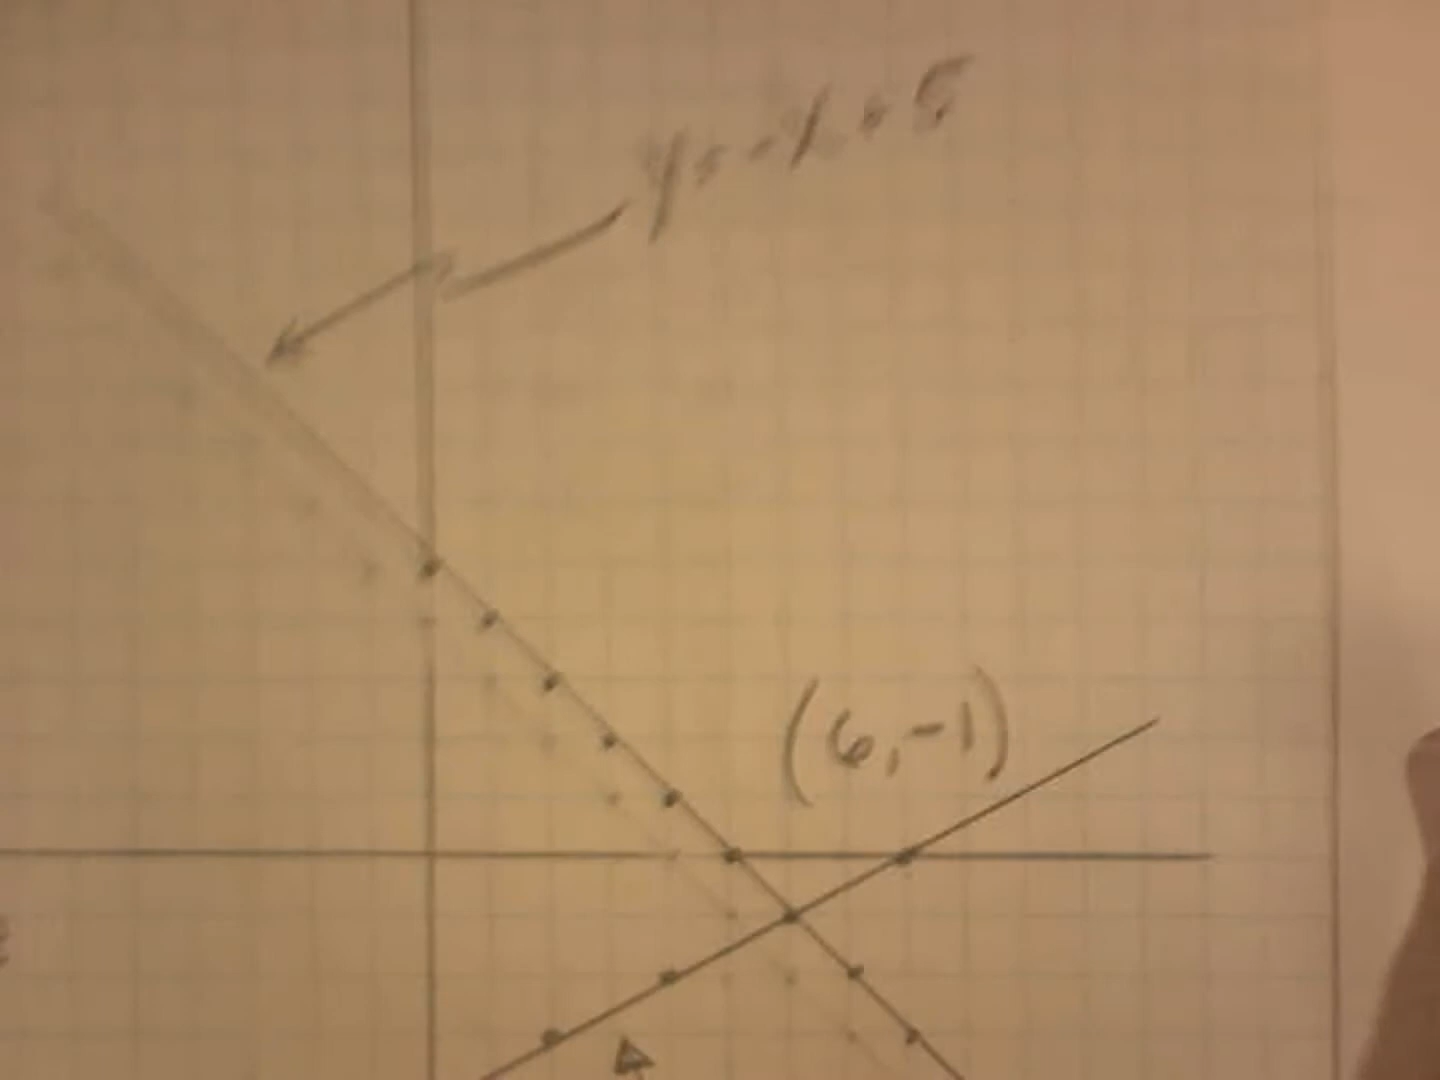 y = -x + 5
(6, -1)